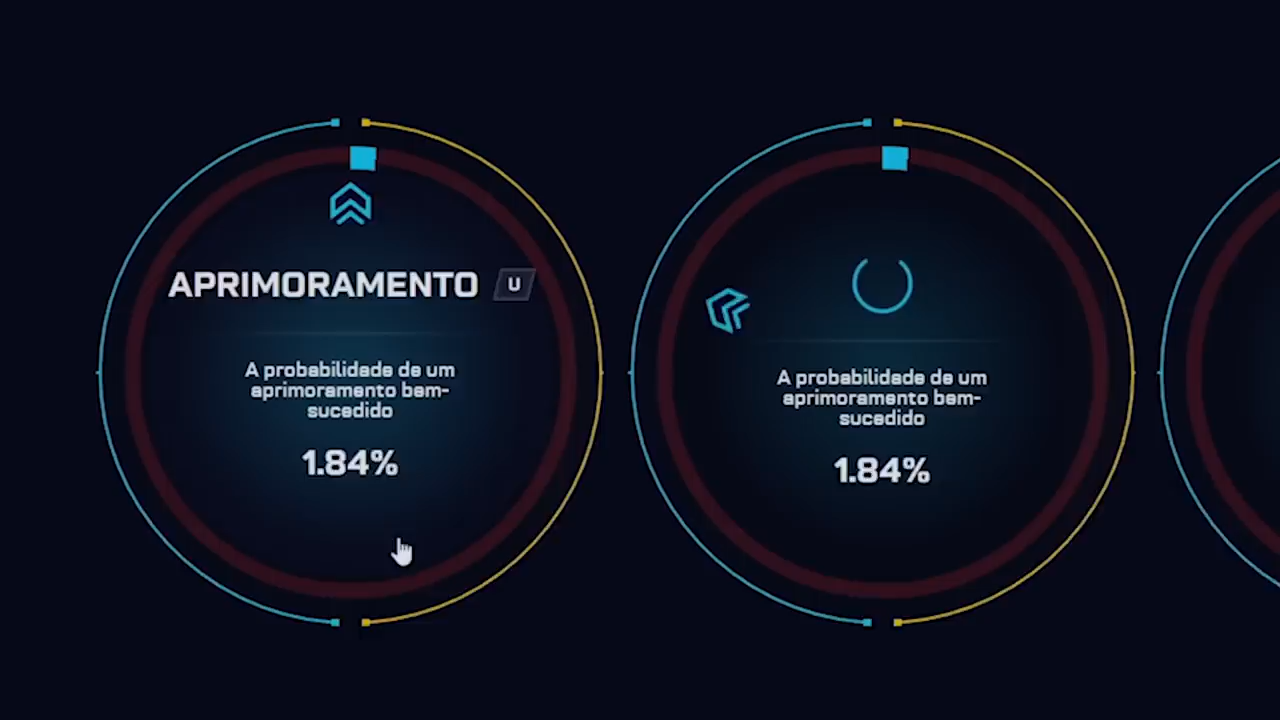 APRIMORAMENTO U
A probabilidade de um
aprimoramento bem-
sucedido
1.84%
A probabilidade de um
aprimoramento bem-
sucedido
1.84%